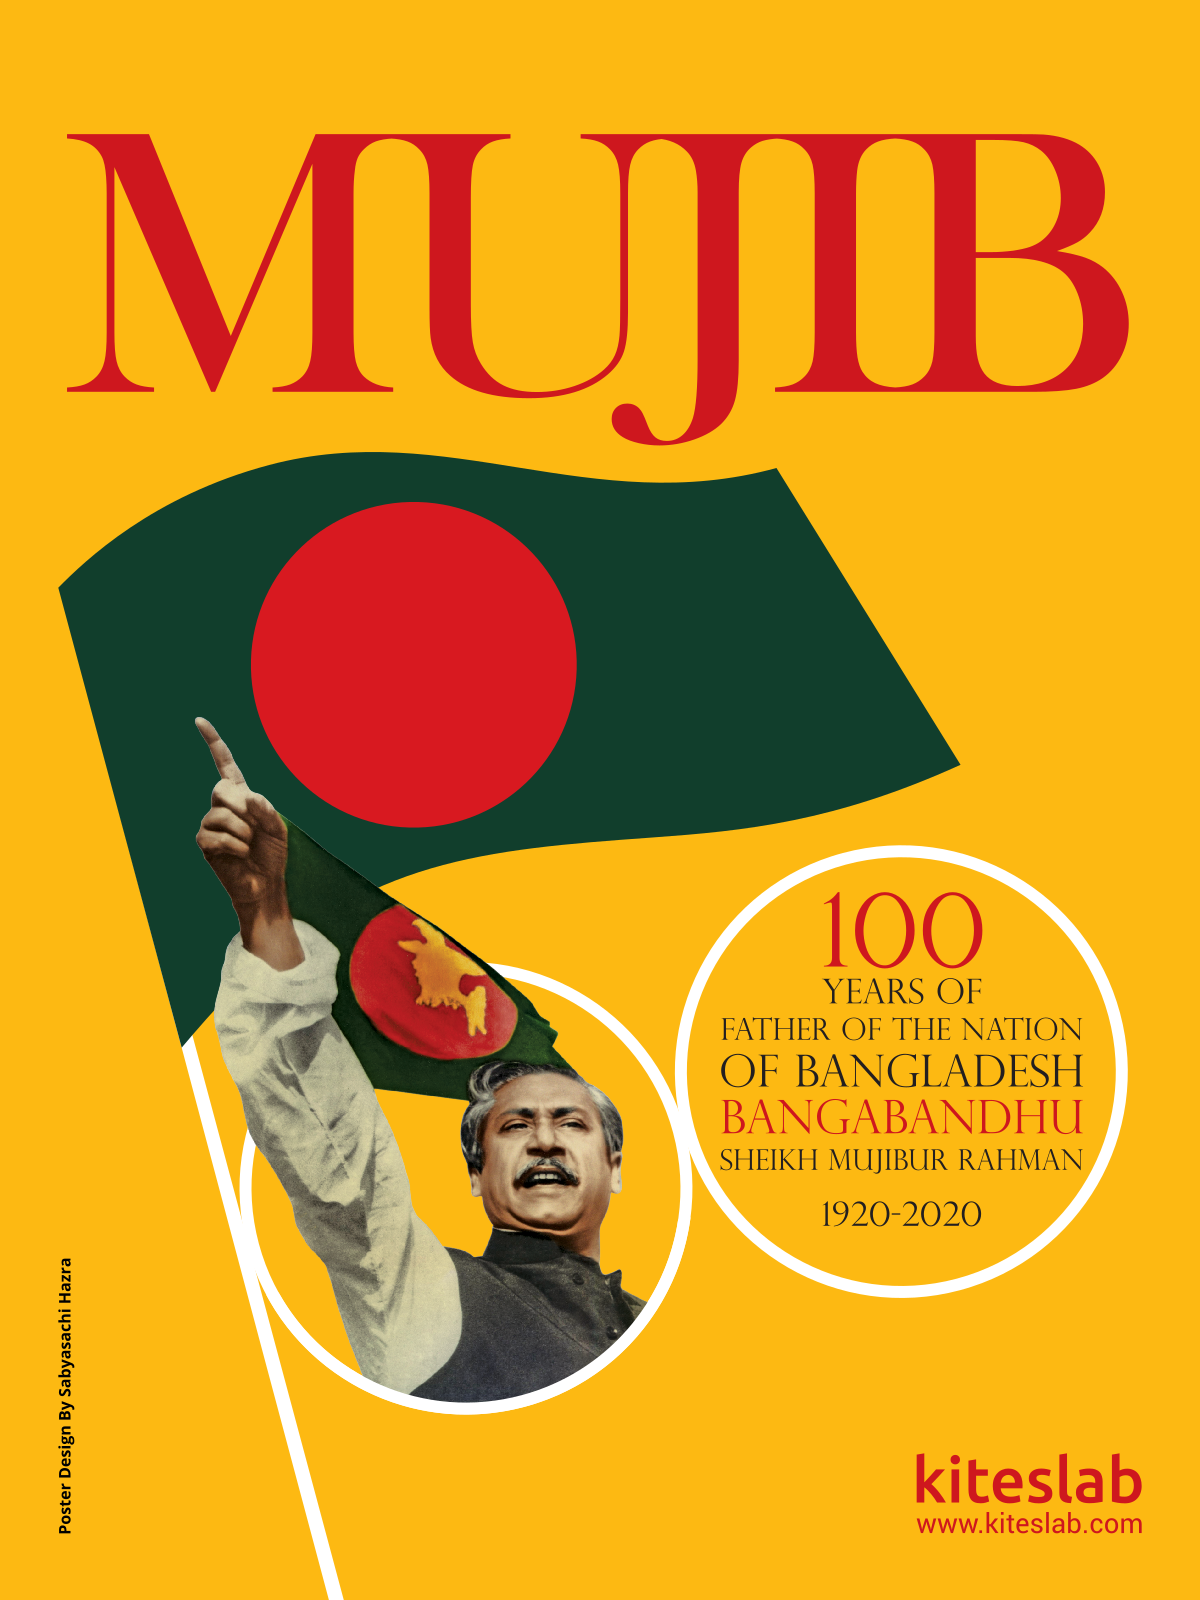 MUJIB
100
YEARS OF
FATHER OF THE NATION
OF BANGLADESH
BANGABANDHU
SHEIKH MUJIBUR RAHMAN
1920-2020
Poster Design By Sabyasachi Hazra
kiteslab
www.kiteslab.com